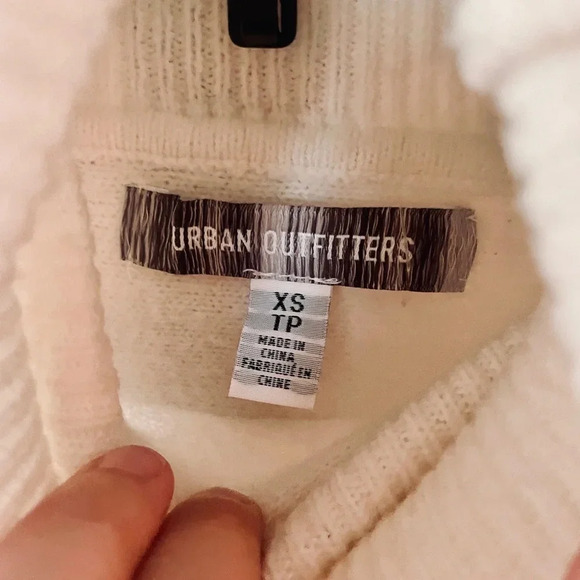 URBAN OUTFITTERS
XS
TP
MADE IN
CHINA
FABRIQUÉ EN
CHINE